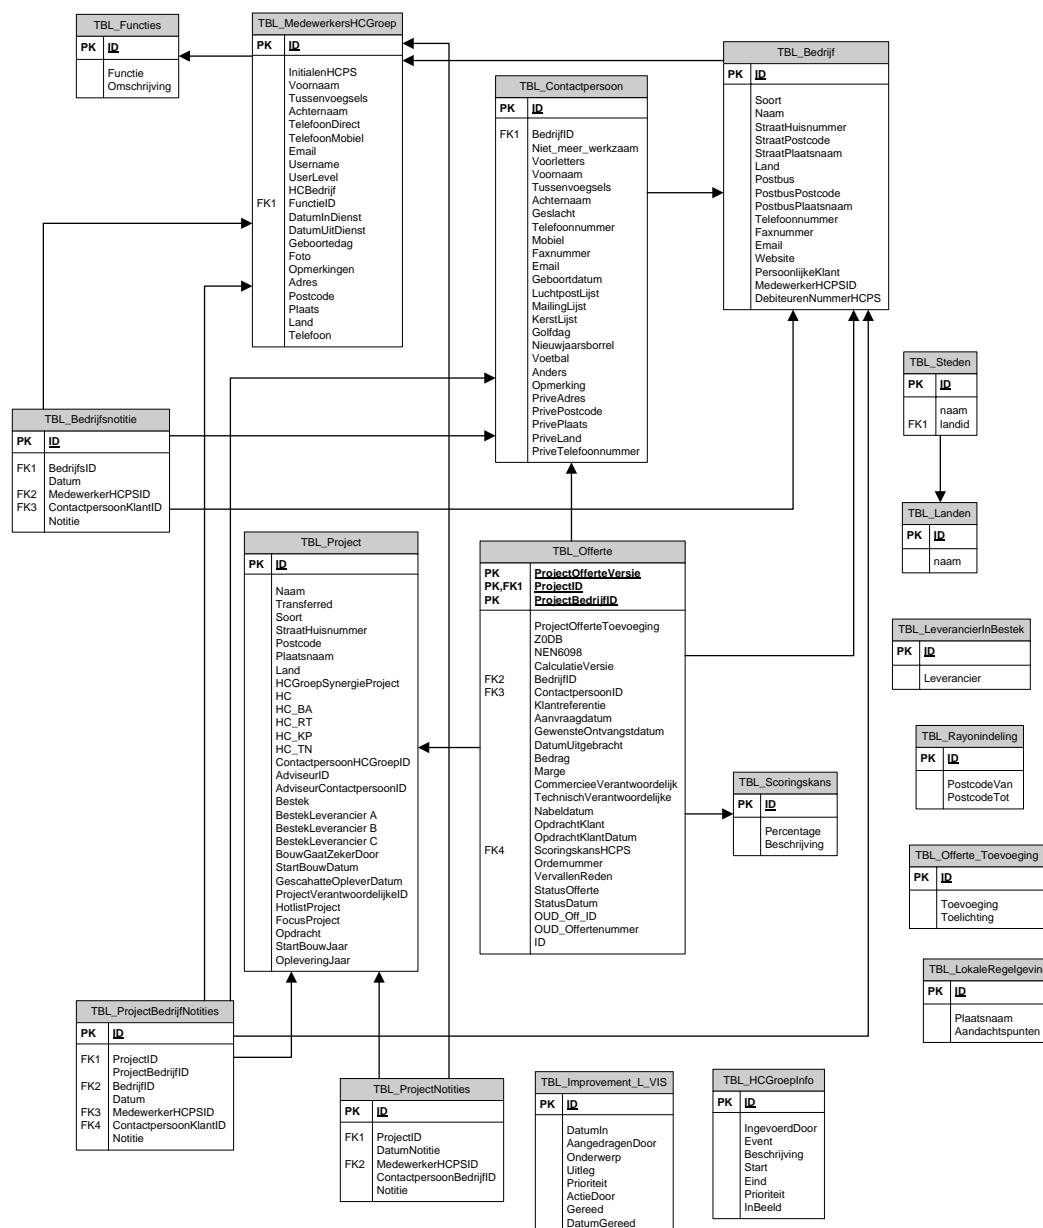 TBL_Functies
PK ID
Functie
Omschrijving
TBL_MedewerkersHCGroep
PK ID
InitialenHCPS
Voornaam
Tussenvoegsels
Achternaam
TelefoonDirect
TelefoonMobiel
Email
Username
UserLevel
HCBedrijf
FK1 FunctieID
DatumInDienst
DatumUitDienst
Geboortedag
Foto
Opmerkingen
Adres
Postcode
Plaats
Land
Telefoon
TBL_Contactpersoon
PK ID
FK1 BedrijfID
Niet_meer_werkzaam
Voorletters
Voornaam
Tussenvoegsels
Achternaam
Geslacht
Telefoonnummer
Mobiel
Faxnummer
Email
Geboortdatum
LuchtpostLijst
MailingLijst
KerstLijst
Golfdag
Nieuwjaarsborrel
Voetbal
Anders
Opmerking
PriveAdres
PrivePostcode
PrivePlaats
PriveLand
PriveTelefoonnummer
TBL_Bedrijf
PK ID
Soort
Naam
StraatHuisnummer
StraatPostcode
StraatPlaatsnaam
Land
Postbus
PostbusPostcode
PostbusPlaatsnaam
Telefoonnummer
Faxnummer
Email
Website
PersoonlijkeKlant
MedewerkerHCPSID
DebiteurenNummerHCPS
TBL_Steden
PK ID
naam
FK1 landid
TBL_Bedrijfsnotitie
PK ID
FK1 BedrijfsID
Datum
FK2 MedewerkerHCPSID
FK3 ContactpersoonKlantID
Notitie
TBL_Landen
PK ID
naam
TBL_Project
PK ID
Naam
Transferred
Soort
StraatHuisnummer
Postcode
Plaatsnaam
Land
HCGroepSynergieProject
HC
HC_BA
HC_RT
HC_KP
HC_TN
ContactpersoonHCGroepID
AdviseurID
AdviseurContactpersoonID
Bestek
BestekLeverancier A
BestekLeverancier B
BestekLeverancier C
BouwGaatZekerDoor
StartBouwDatum
GescahatteOpleverDatum
ProjectVerantwoordelijkeID
HotlistProject
FocusProject
Opdracht
StartBouwJaar
OpleveringJaar
TBL_Offerte
PK ProjectOfferteVersie
PK,FK1 ProjectID
PK ProjectBedrijfID
ProjectOfferteToevoeging
Z0DB
NEN6098
CalculatieVersie
FK2 BedrijfID
FK3 ContactpersoonID
Klantreferentie
Aanvraagdatum
GewensteOntvangstdatum
DatumUitgebracht
Bedrag
Marge
CommercieeVerantwoordelijk
TechnischVerantwoordelijke
Nabeldatum
OpdrachtKlant
OpdrachtKlantDatum
FK4 ScoringskansHCPS
Ordernummer
VervallenReden
StatusOfferte
StatusDatum
OUD_Off_ID
OUD_Offertenummer
ID
TBL_LeverancierInBestek
PK ID
Leverancier
TBL_Rayonindeling
PK ID
PostcodeVan
PostcodeTot
TBL_Scoringskans
PK ID
Percentage
Beschrijving
TBL_Offerte_Toevoeging
PK ID
Toevoeging
Toelichting
TBL_LokaleRegelgeving
PK ID
Plaatsnaam
Aandachtspunten
TBL_ProjectBedrijfNotities
PK ID
FK1 ProjectID
ProjectBedrijfID
FK2 BedrijfID
Datum
FK3 MedewerkerHCPSID
FK4 ContactpersoonKlantID
Notitie
TBL_ProjectNotities
PK ID
FK1 ProjectID
DatumNotitie
FK2 MedewerkerHCPSID
ContactpersoonBedrijfID
Notitie
TBL_Improvement_L_VIS
PK ID
DatumIn
AangedragenDoor
Onderwerp
Uitleg
Prioriteit
ActieDoor
Gereed
DatumGereed
TBL_HCGroepInfo
PK ID
IngevoerdDoor
Event
Beschrijving
Start
Eind
Prioriteit
InBeeld